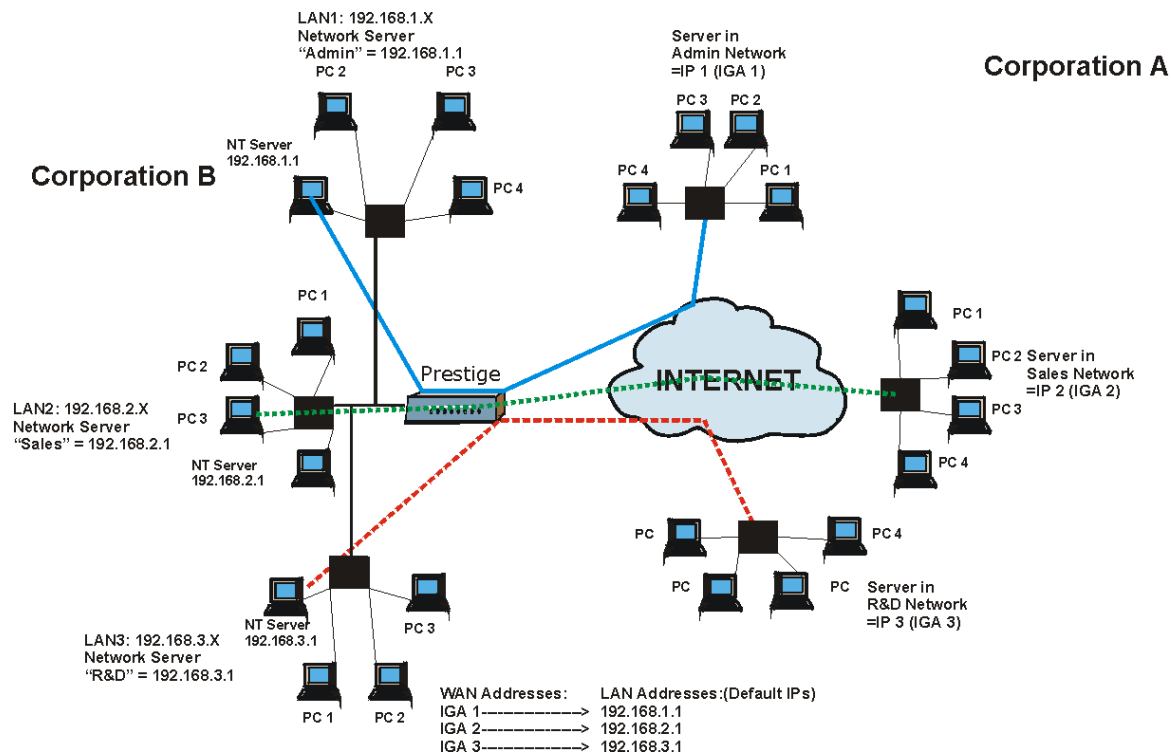 LAN1: 192.168.1.X
Network Server
“Admin” = 192.168.1.1
PC 2
PC 3
NT Server
192.168.1.1
PC 4
Corporation B
Server in
Admin Network
=IP 1 (IGA 1)
Corporation A
PC 3
PC 2
PC 4
PC 1
PC 1
PC 2
PC 3
LAN2: 192.168.2.X
Network Server
“Sales” = 192.168.2.1
NT Server
192.168.2.1
Prestige
INTERNET
PC 1
PC 2
Server in
Sales Network
=IP 2 (IGA 2)
PC 3
PC 4
NT Server
192.168.3.1
PC 3
LAN3: 192.168.3.X
Network Server
“R&D” = 192.168.3.1
PC 1
PC 2
PC
PC 4
PC
PC
Server in
R&D Network
=IP 3 (IGA 3)
WAN Addresses: LAN Addresses:(Default IPs)
IGA 1------------------> 192.168.1.1
IGA 2------------------> 192.168.2.1
IGA 3------------------> 192.168.3.1